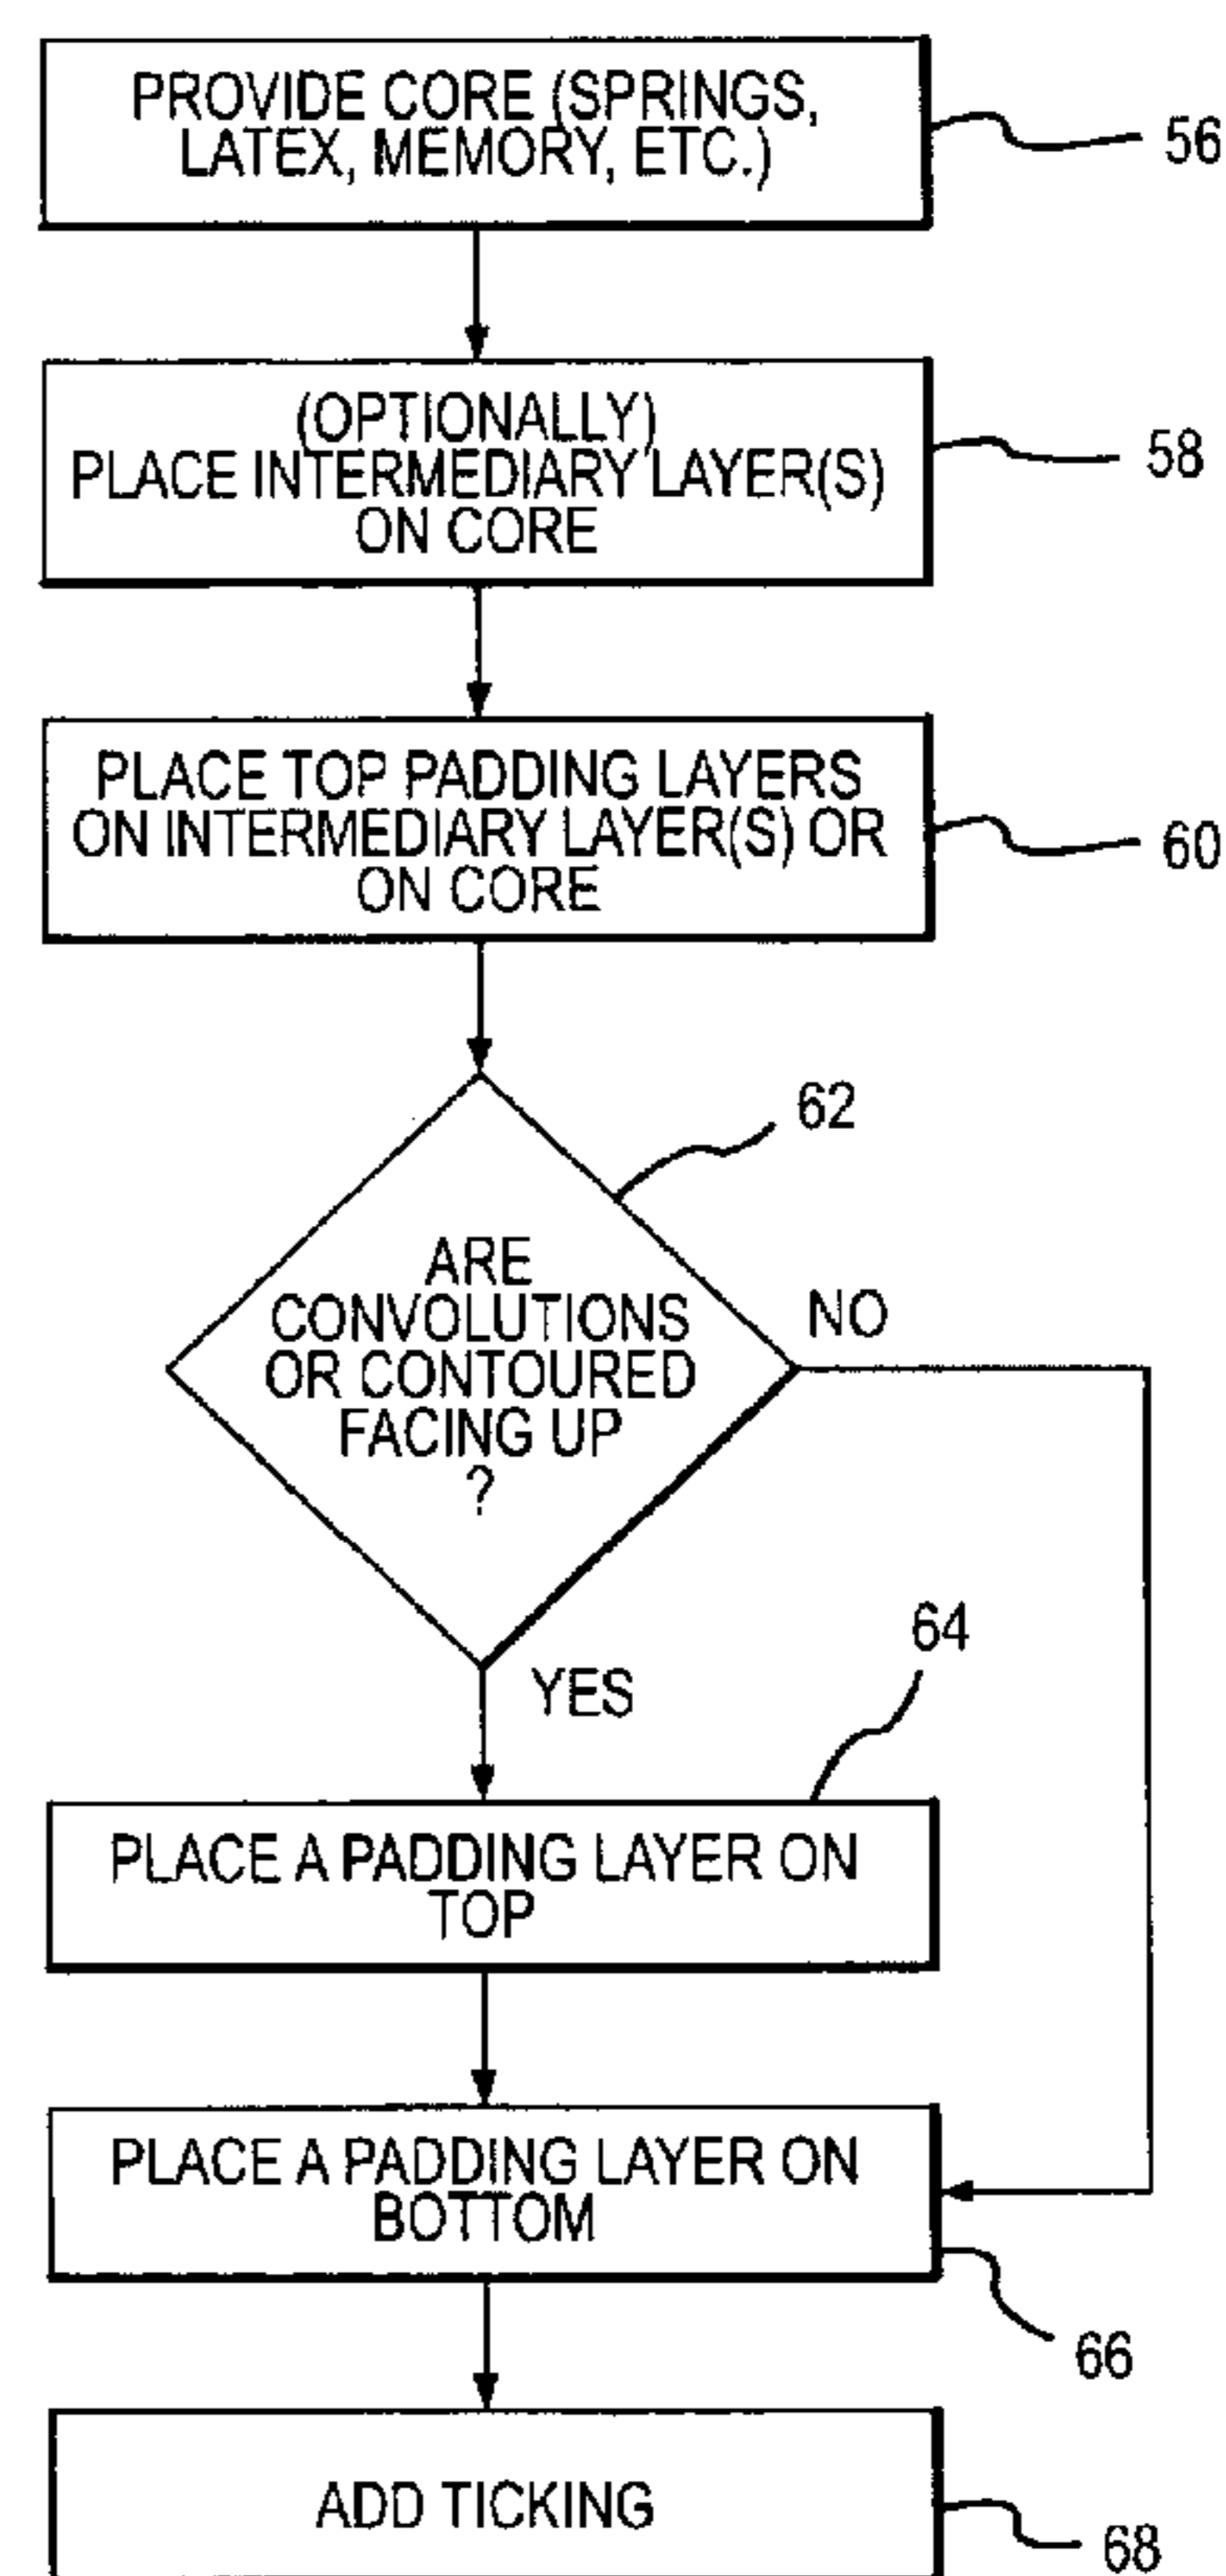 PROVIDE CORE (SPRINGS,
LATEX, MEMORY, ETC.)
56
(OPTIONALLY)
PLACE INTERMEDIARY LAYER(S)
ON CORE
58
PLACE TOP PADDING LAYERS
ON INTERMEDIARY LAYER(S) OR
ON CORE
60
62
ARE
CONVOLUTIONS
OR CONTOURED
FACING UP
?
NO
YES
64
PLACE A PADDING LAYER ON
TOP
PLACE A PADDING LAYER ON
BOTTOM
66
ADD TICKING
68